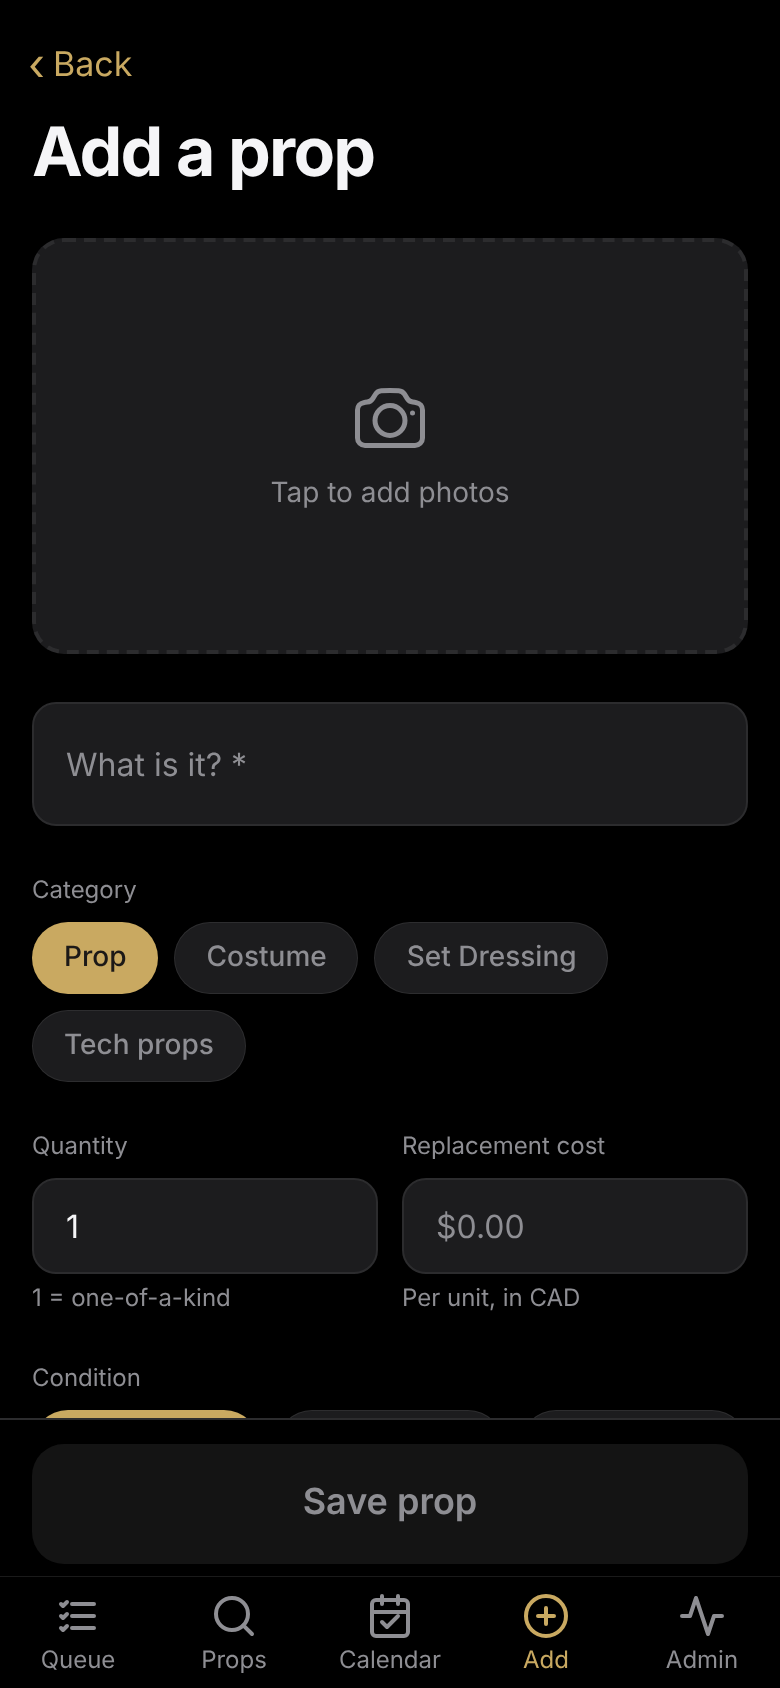 ‹ Back
Add a prop
Tap to add photos
What is it? *
Category
Prop Costume Set Dressing
Tech props
Quantity Replacement cost
1 $0.00
1 = one-of-a-kind Per unit, in CAD
Condition
Save prop
Queue Props Calendar Add Admin